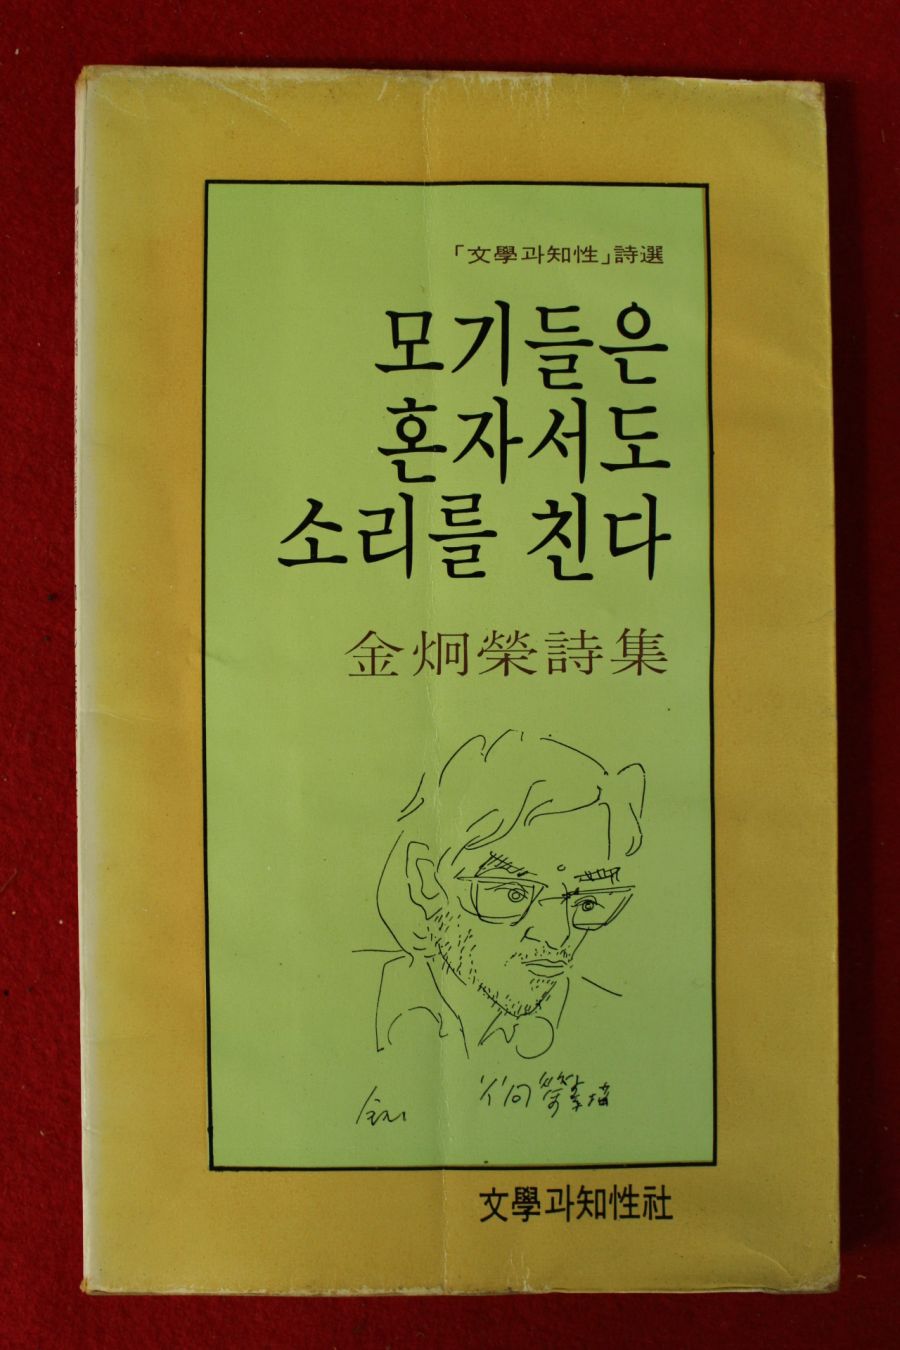 「文學과知性」詩選
모기들은
혼자서도
소리를 친다
金炯榮詩集
文學과知性社